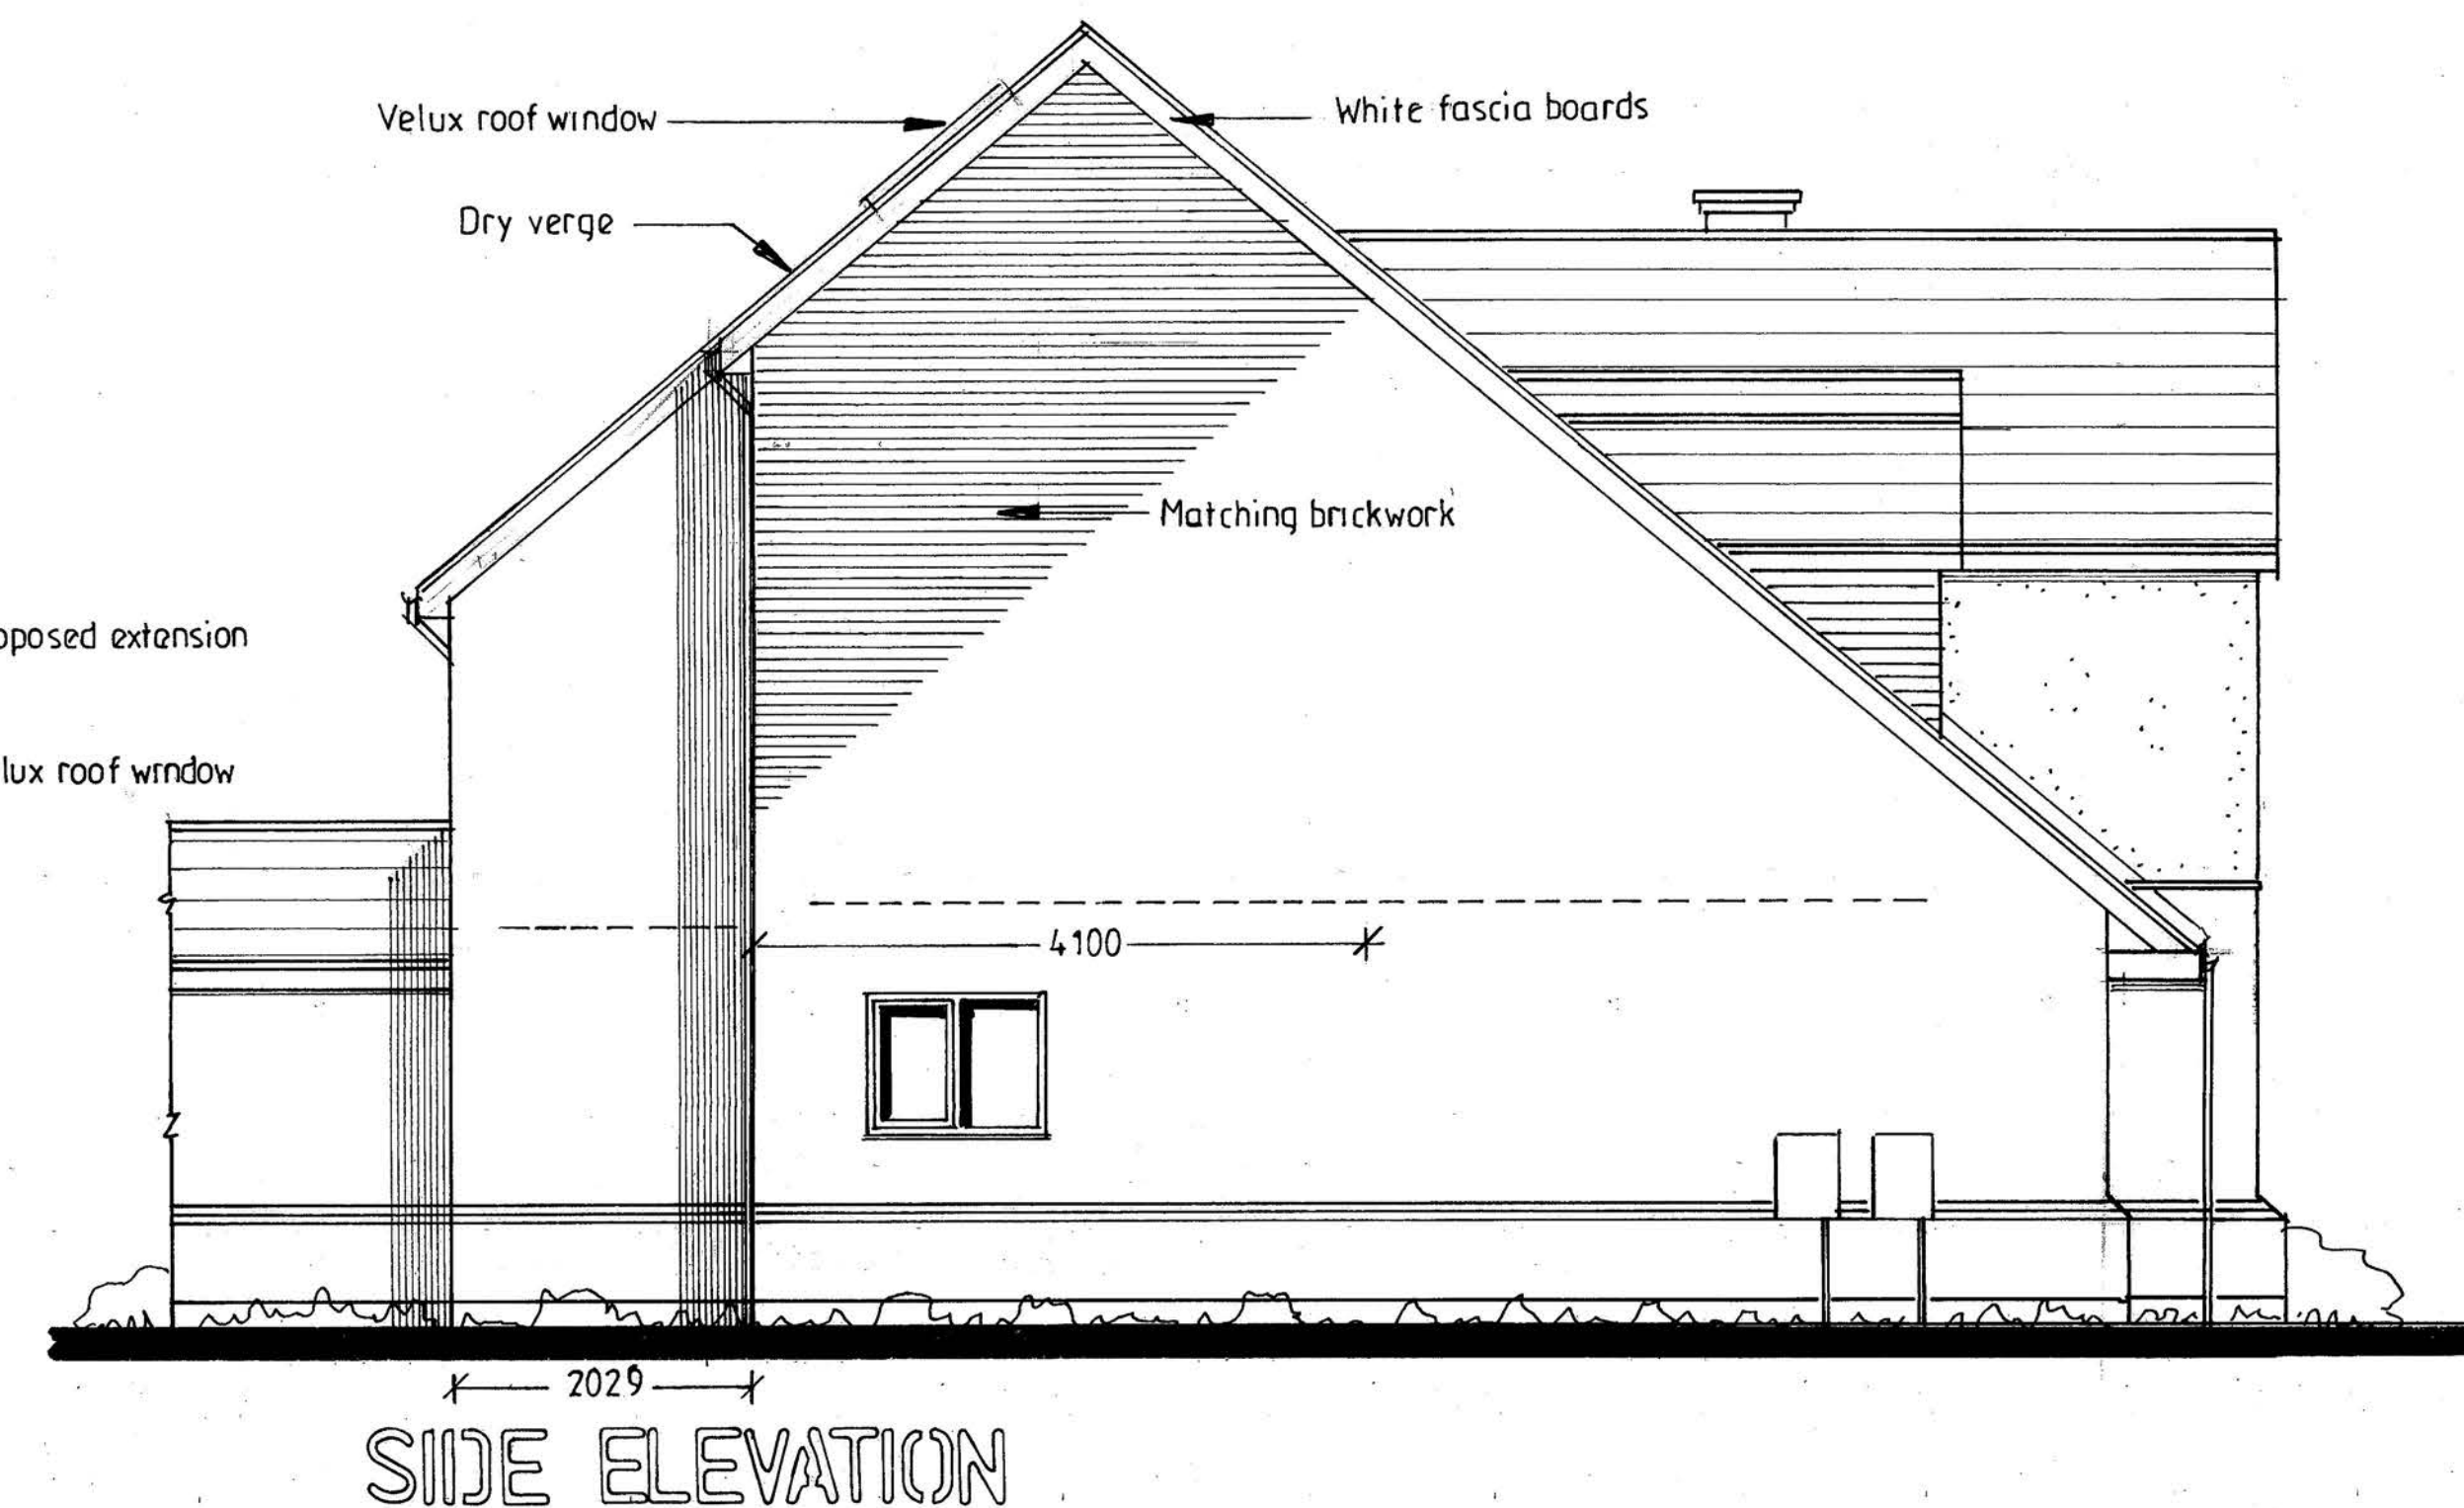 Velux roof window
White fascia boards
Dry verge
Matching brickwork
oposed extension
lux roof window
4100
2029
SIDE ELEVATION